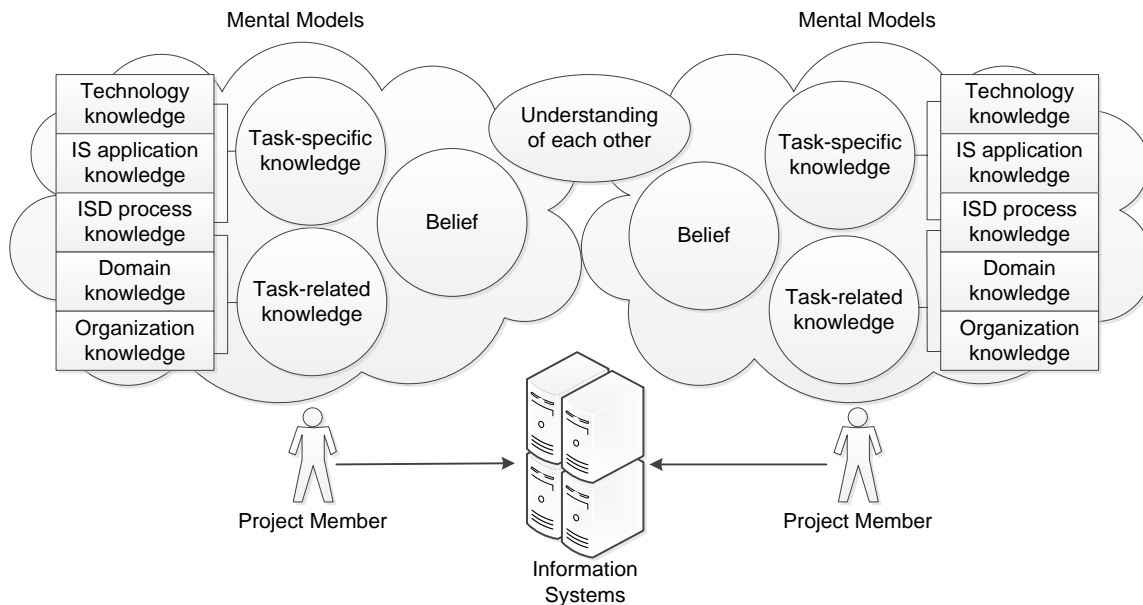 Mental Models
Mental Models
Technology
knowledge
IS application
knowledge
ISD process
knowledge
Domain
knowledge
Organization
knowledge
Task-specific
knowledge
Task-related
knowledge
Belief
Understanding
of each other
Belief
Task-specific
knowledge
Task-related
knowledge
Technology
knowledge
IS application
knowledge
ISD process
knowledge
Domain
knowledge
Organization
knowledge
Project Member
Information
Systems
Project Member